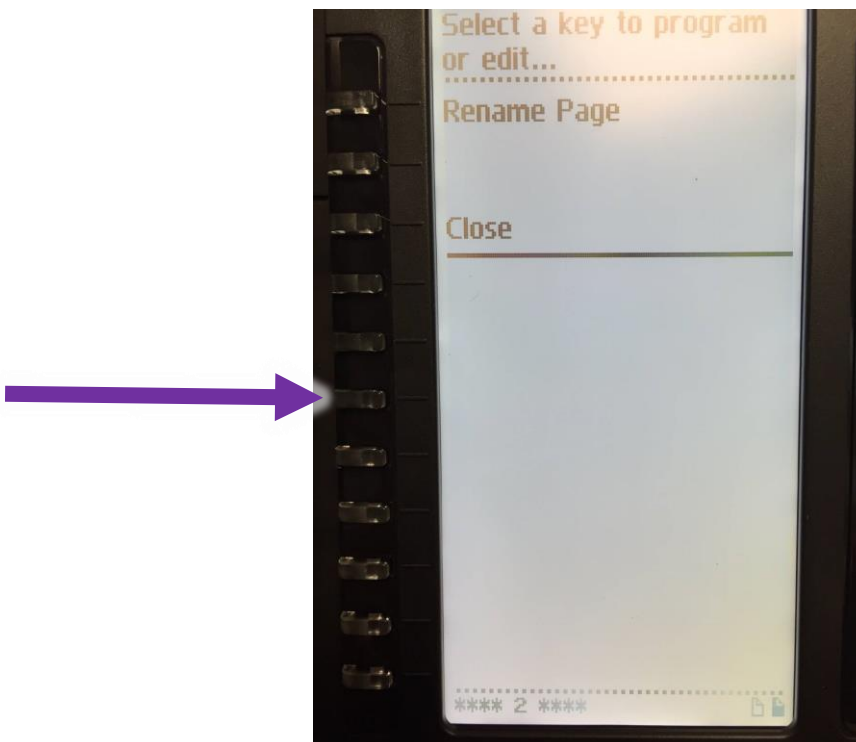 Select a key to program
or edit...
Rename Page
Close
**** 2 ****